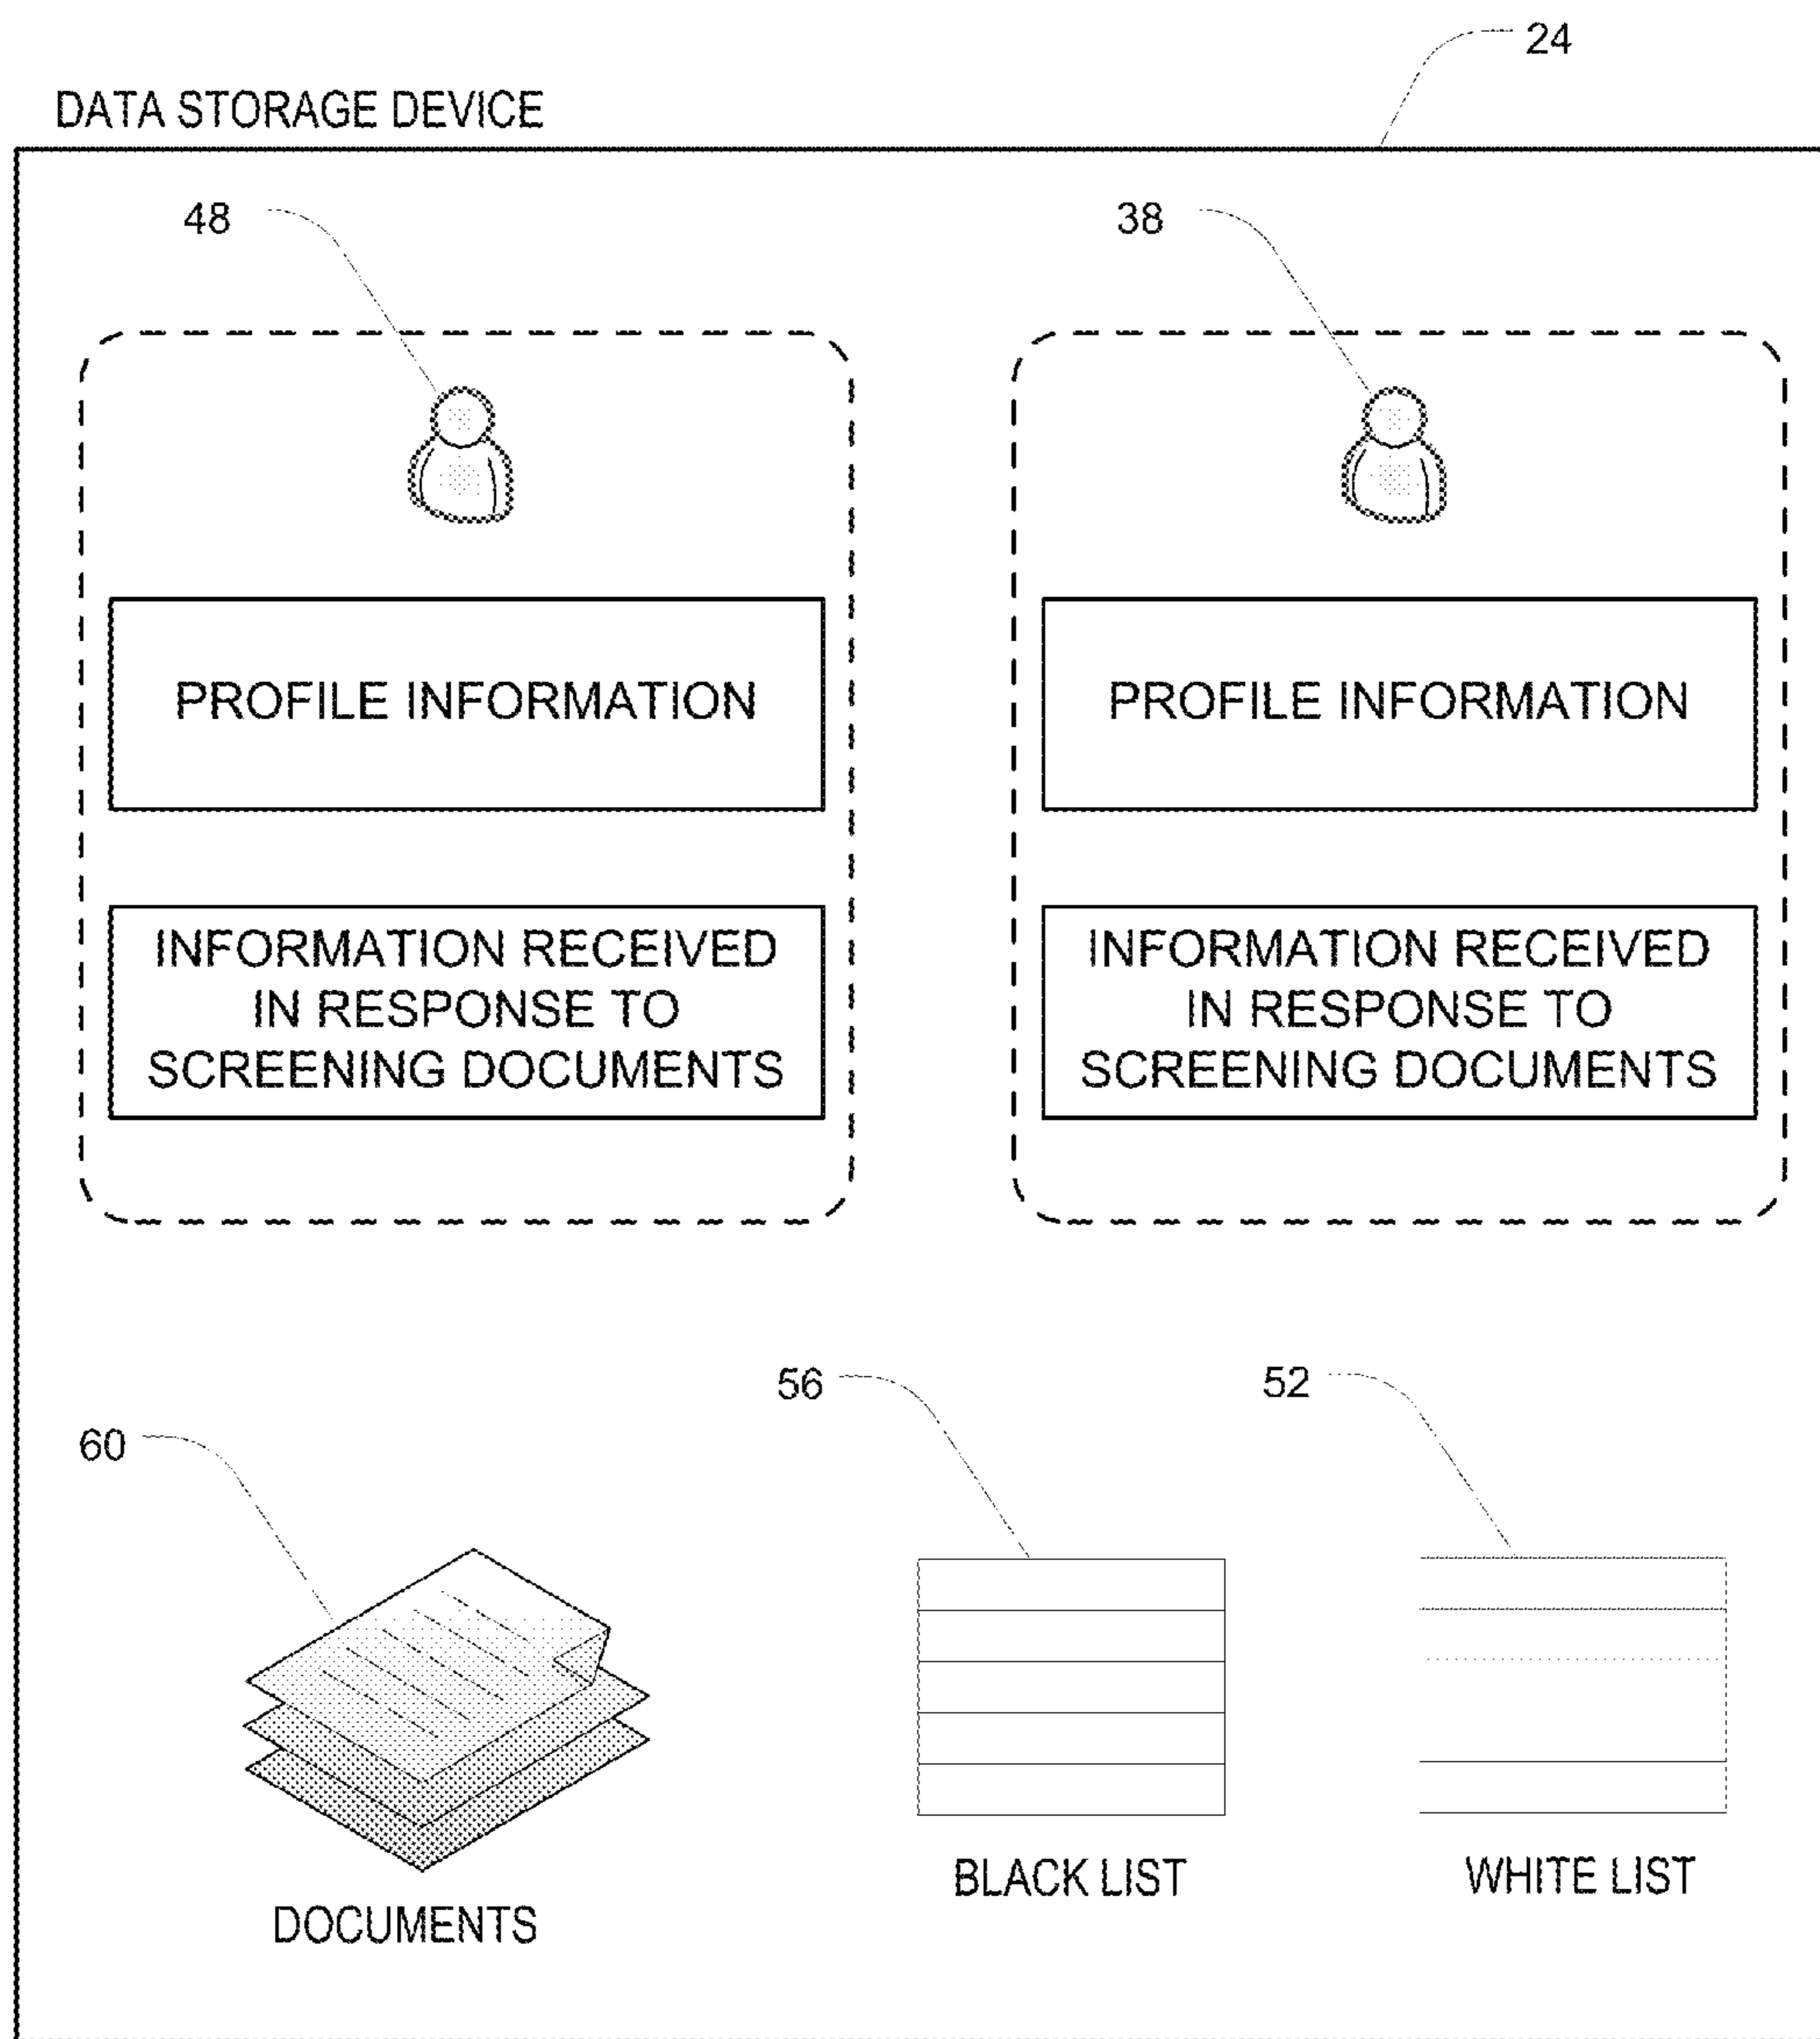 24
DATA STORAGE DEVICE
48
38
PROFILE INFORMATION
PROFILE INFORMATION
INFORMATION RECEIVED
IN RESPONSE TO
SCREENING DOCUMENTS
INFORMATION RECEIVED
IN RESPONSE TO
SCREENING DOCUMENTS
56
52
60
BLACK LIST
WHITE LIST
DOCUMENTS